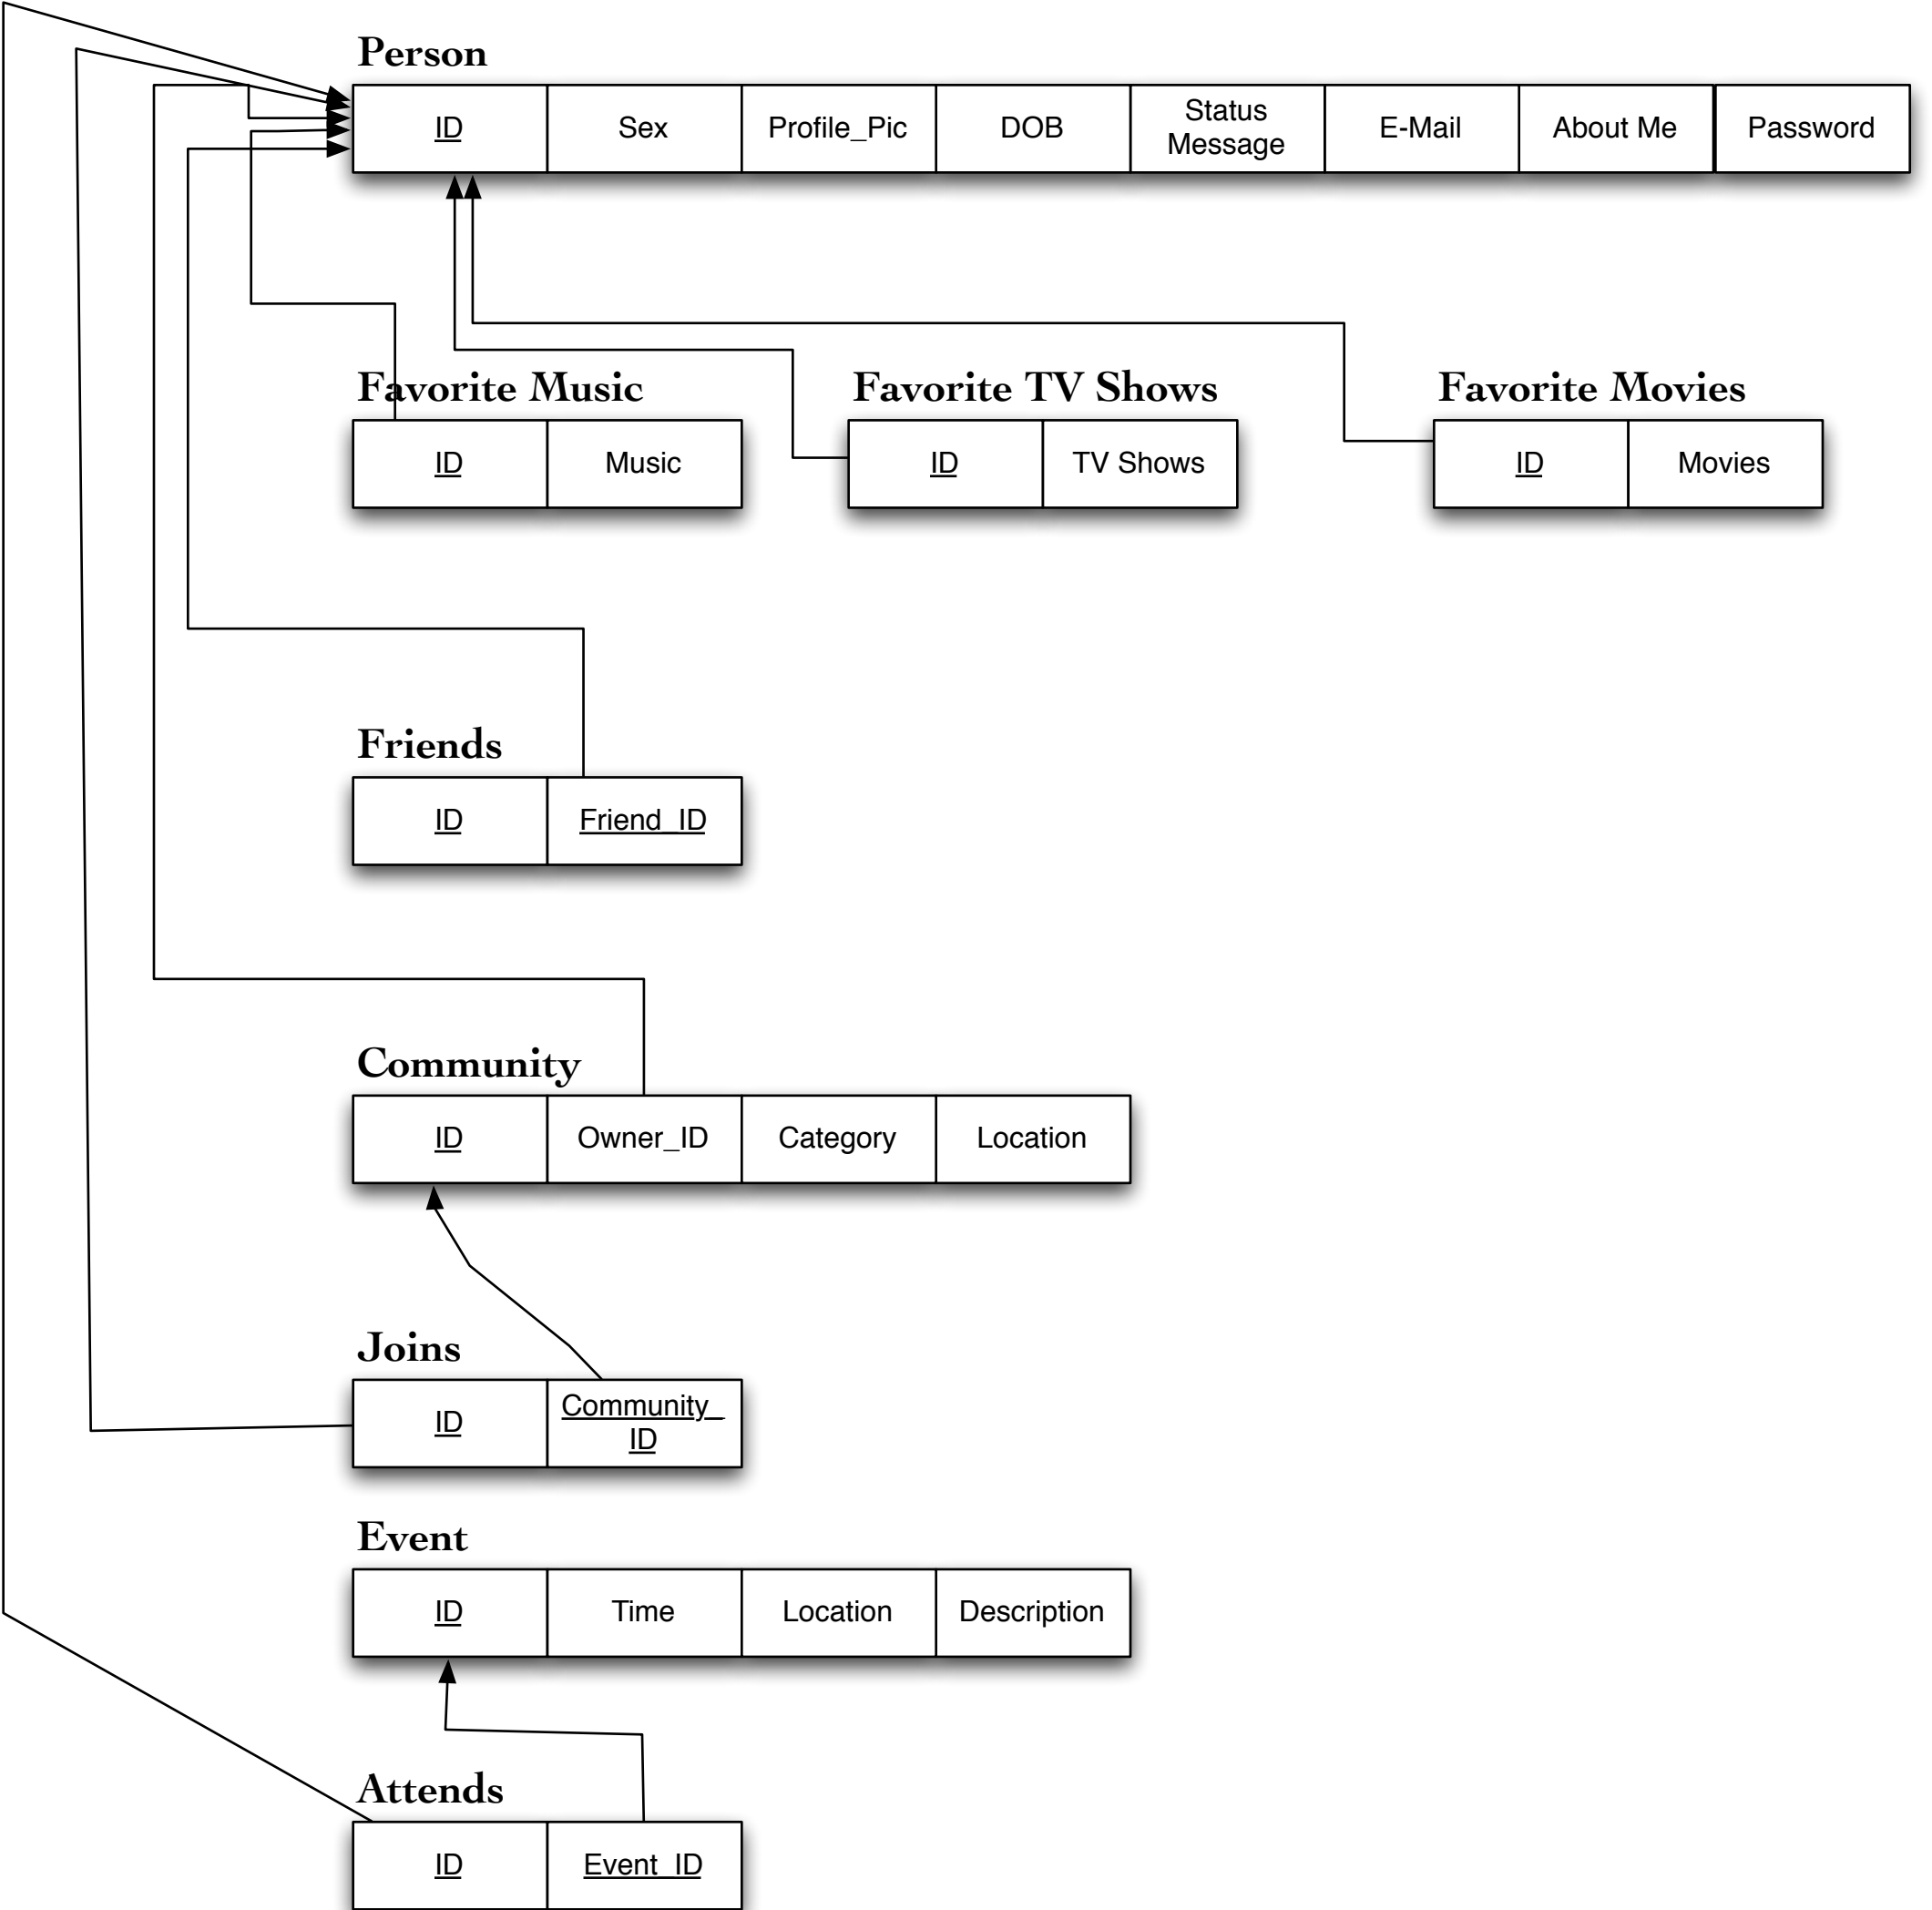 Person
ID Sex Profile_Pic DOB Status Message E-Mail About Me Password
Favorite Music Favorite TV Shows Favorite Movies
ID Music ID TV Shows ID Movies
Friends
ID Friend_ID
Community
ID Owner_ID Category Location
Joins
ID Community_
ID
Event
ID Time Location Description
Attends
ID Event_ID